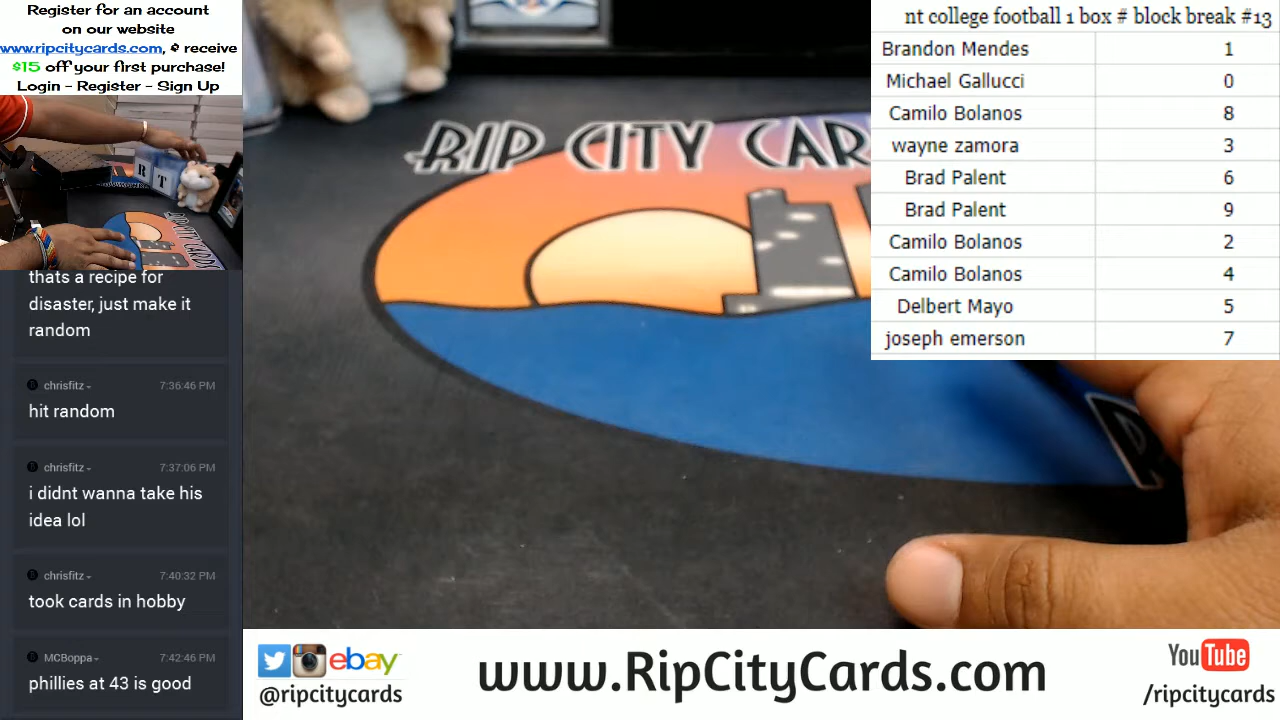 Register for an account
on our website
www.ripcitycards.com, & receive
$15 off your first purchase!
Login - Register - Sign Up
R T
thats a recipe for
disaster, just make it
random
chrisfitz 7:36:46 PM
hit random
chrisfitz 7:37:06 PM
i didnt wanna take his
idea lol
chrisfitz 7:40:32 PM
took cards in hobby
MCBoppa 7:42:46 PM
phillies at 43 is good
RIP CITY CAR
nt college football 1 box # block break #13
Brandon Mendes 1
Michael Gallucci 0
Camilo Bolanos 8
wayne zamora 3
Brad Palent 6
Brad Palent 9
Camilo Bolanos 2
Camilo Bolanos 4
Delbert Mayo 5
joseph emerson 7
ebay
@ripcitycards
www.RipCityCards.com
YouTube
/ripcitycards